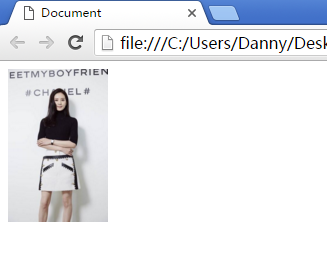 Document
file:///C:/Users/Danny/Desk
EETMYBOYFRIEN
#CHANEL#